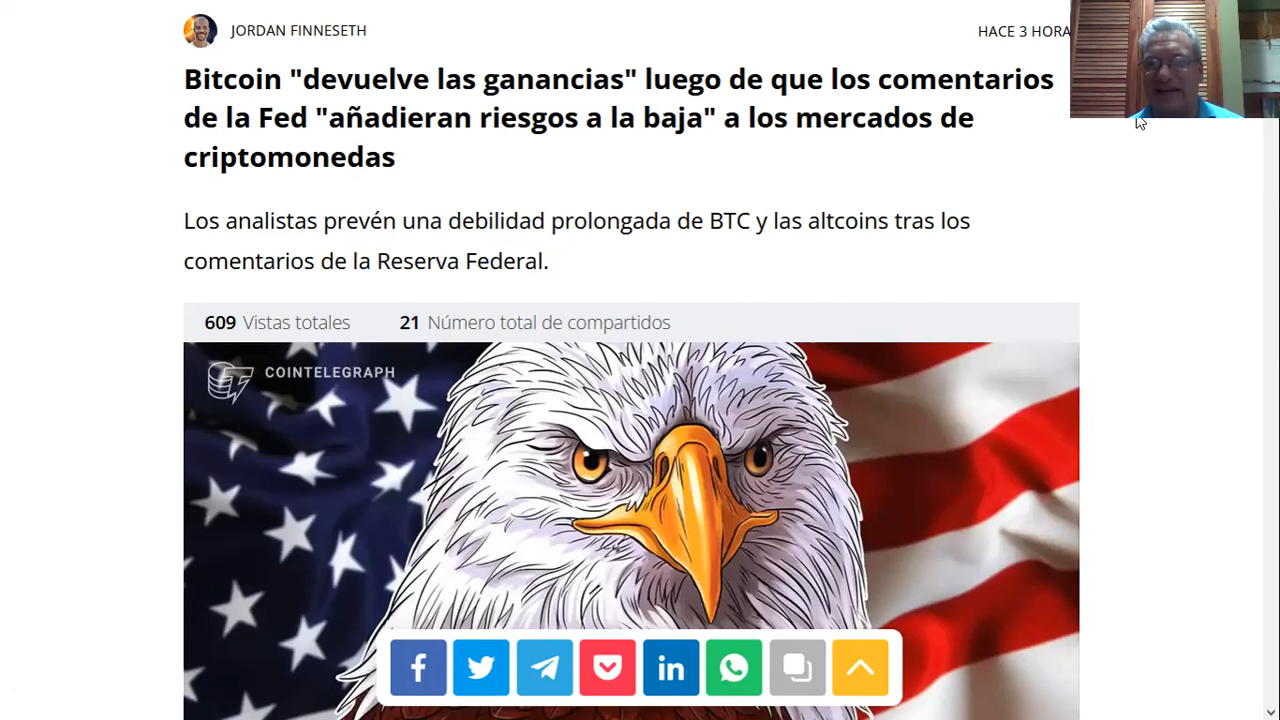 JORDAN FINNESETH
HACE 3 HORA
Bitcoin "devuelve las ganancias" luego de que los comentarios
de la Fed "añadieran riesgos a la baja" a los mercados de
criptomonedas
Los analistas prevén una debilidad prolongada de BTC y las altcoins tras los
comentarios de la Reserva Federal.
609 Vistas totales 21 Número total de compartidos
COINTELEGRAPH